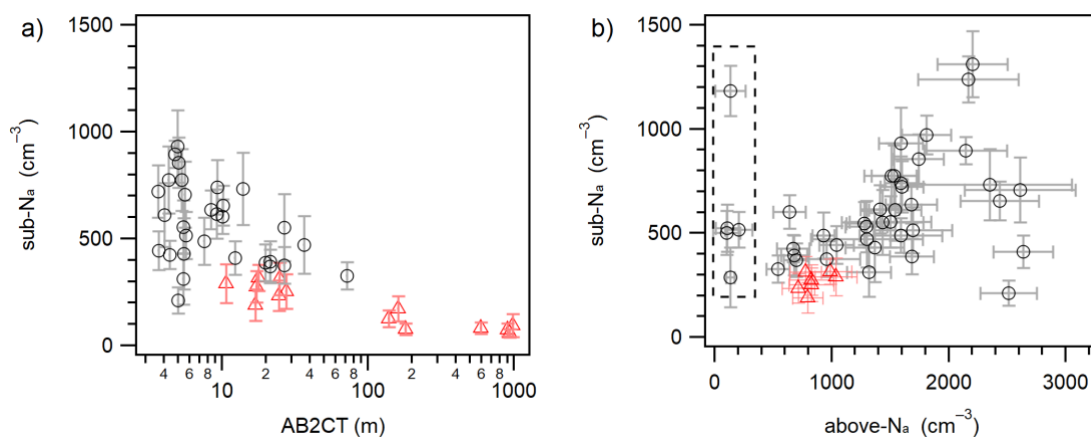 a)
1500
1000
500
0
sub-Nₐ (cm⁻³)
4 6 8 10 2 4 6 8 100 2 4 6 8 1000
AB2CT (m)
b)
1500
1000
500
0
sub-Nₐ (cm⁻³)
0 1000 2000 3000
above-Nₐ (cm⁻³)